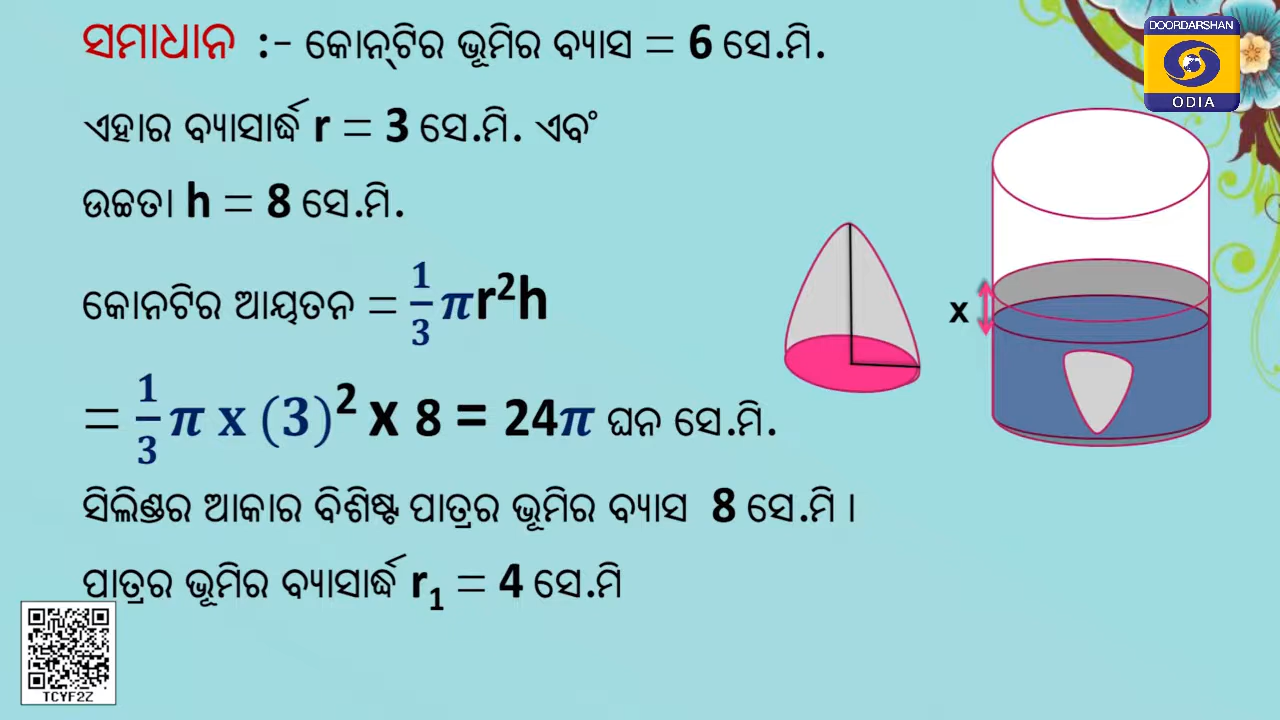 ସମାଧାନ :- କୋନ୍‌ଟିର ଭୂମିର ବ୍ୟାସ = 6 ସେ.ମି.
DOORDARSHAN
ODIA
ଏହାର ବ୍ୟାସାର୍ଦ୍ଧ r = 3 ସେ.ମି. ଏବଂ
ଉଚ୍ଚତା h = 8 ସେ.ମି.
କୋନଟିର ଆୟତନ = 1/3 πr²h
x
= 1/3 π x (3)² x 8 = 24π ଘନ ସେ.ମି.
ସିଲିଣ୍ଡର ଆକାର ବିଶିଷ୍ଟ ପାତ୍ରର ଭୂମିର ବ୍ୟାସ 8 ସେ.ମି ।
ପାତ୍ରର ଭୂମିର ବ୍ୟାସାର୍ଦ୍ଧ r₁ = 4 ସେ.ମି
TCYF2Z